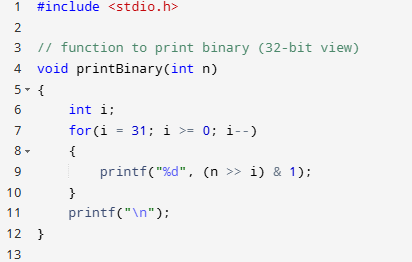 1 #include <stdio.h>
2
3 // function to print binary (32-bit view)
4 void printBinary(int n)
5 {
6     int i;
7     for(i = 31; i >= 0; i--)
8     {
9         printf("%d", (n >> i) & 1);
10     }
11     printf("\n");
12 }
13